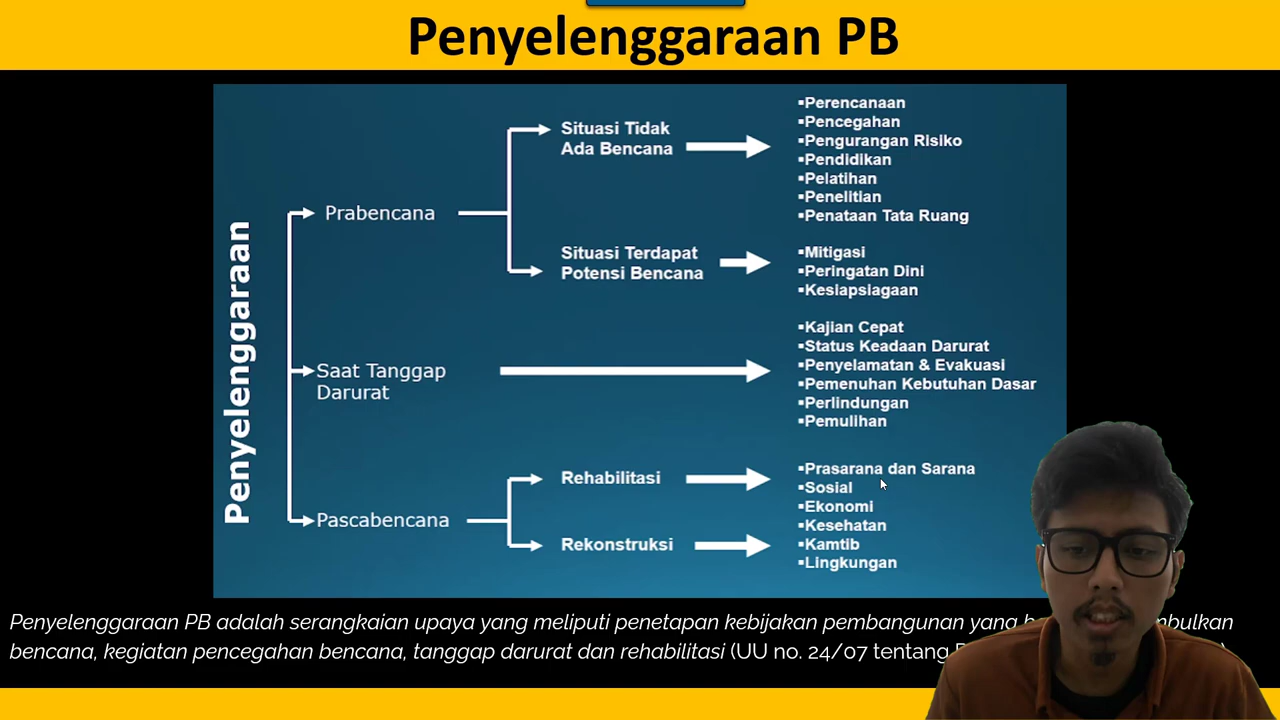 Penyelenggaraan PB
Penyelenggaraan
Prabencana
Situasi Tidak
Ada Bencana
▪Perencanaan
▪Pencegahan
▪Pengurangan Risiko
▪Pendidikan
▪Pelatihan
▪Penelitian
▪Penataan Tata Ruang
Situasi Terdapat
Potensi Bencana
▪Mitigasi
▪Peringatan Dini
▪Kesiapsiagaan
Saat Tanggap
Darurat
▪Kajian Cepat
▪Status Keadaan Darurat
▪Penyelamatan & Evakuasi
▪Pemenuhan Kebutuhan Dasar
▪Perlindungan
▪Pemulihan
Pascabencana
Rehabilitasi
Rekonstruksi
▪Prasarana dan Sarana
▪Sosial
▪Ekonomi
▪Kesehatan
▪Kamtib
▪Lingkungan
Penyelenggaraan PB adalah serangkaian upaya yang meliputi penetapan kebijakan pembangunan yang
bencana, kegiatan pencegahan bencana, tanggap darurat dan rehabilitasi (UU no. 24/07 tentang